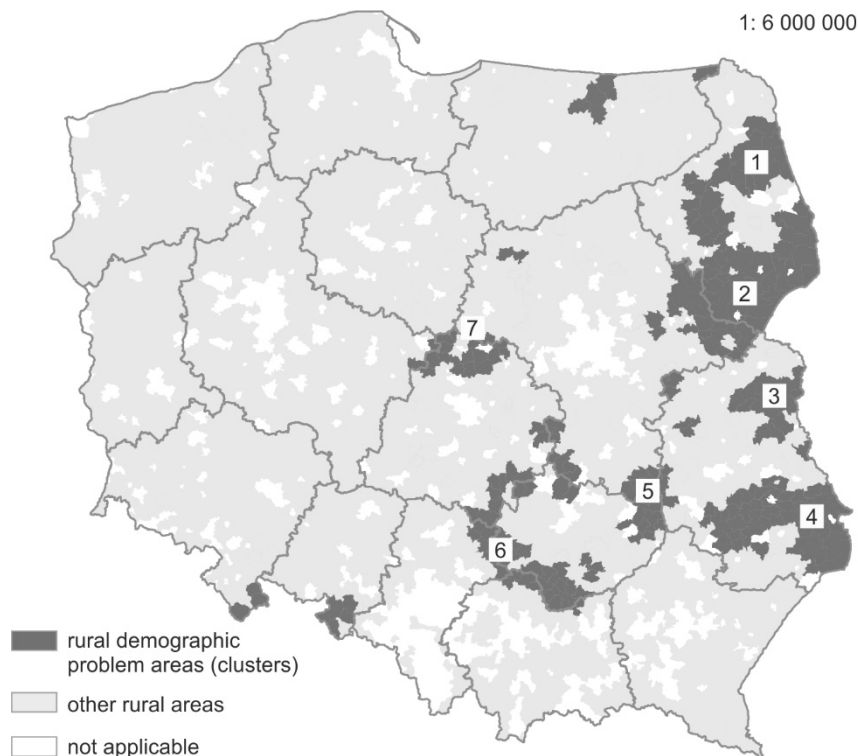 1: 6 000 000
1
2
7
3
5
4
6
rural demographic
problem areas (clusters)
other rural areas
not applicable